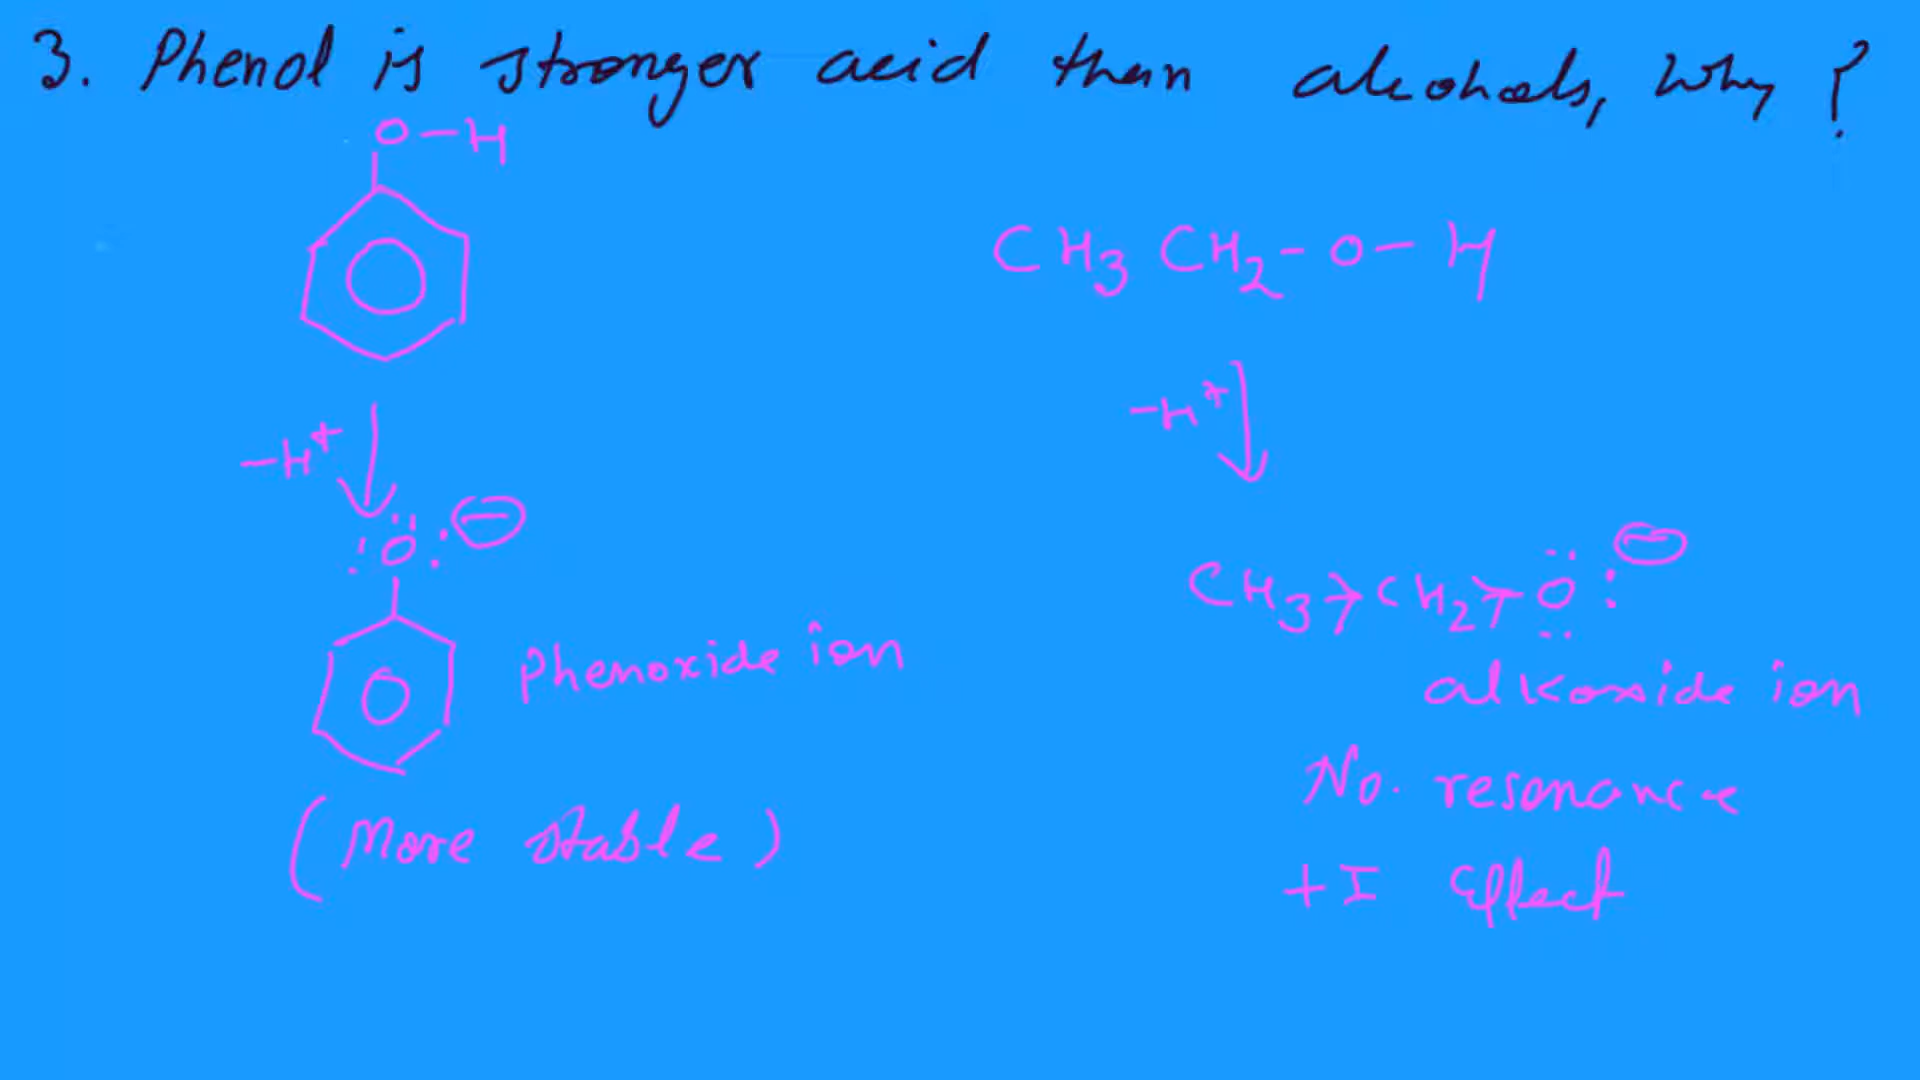 3. Phenol is stronger acid than alcohols, why?
O-H
CH3 CH2-O-H
-H+
-H+
:Ö: ⊖
CH3→CH2→Ö: ⊖
Phenoxide ion
alkoxide ion
No. resonance
(More stable)
+I Effect